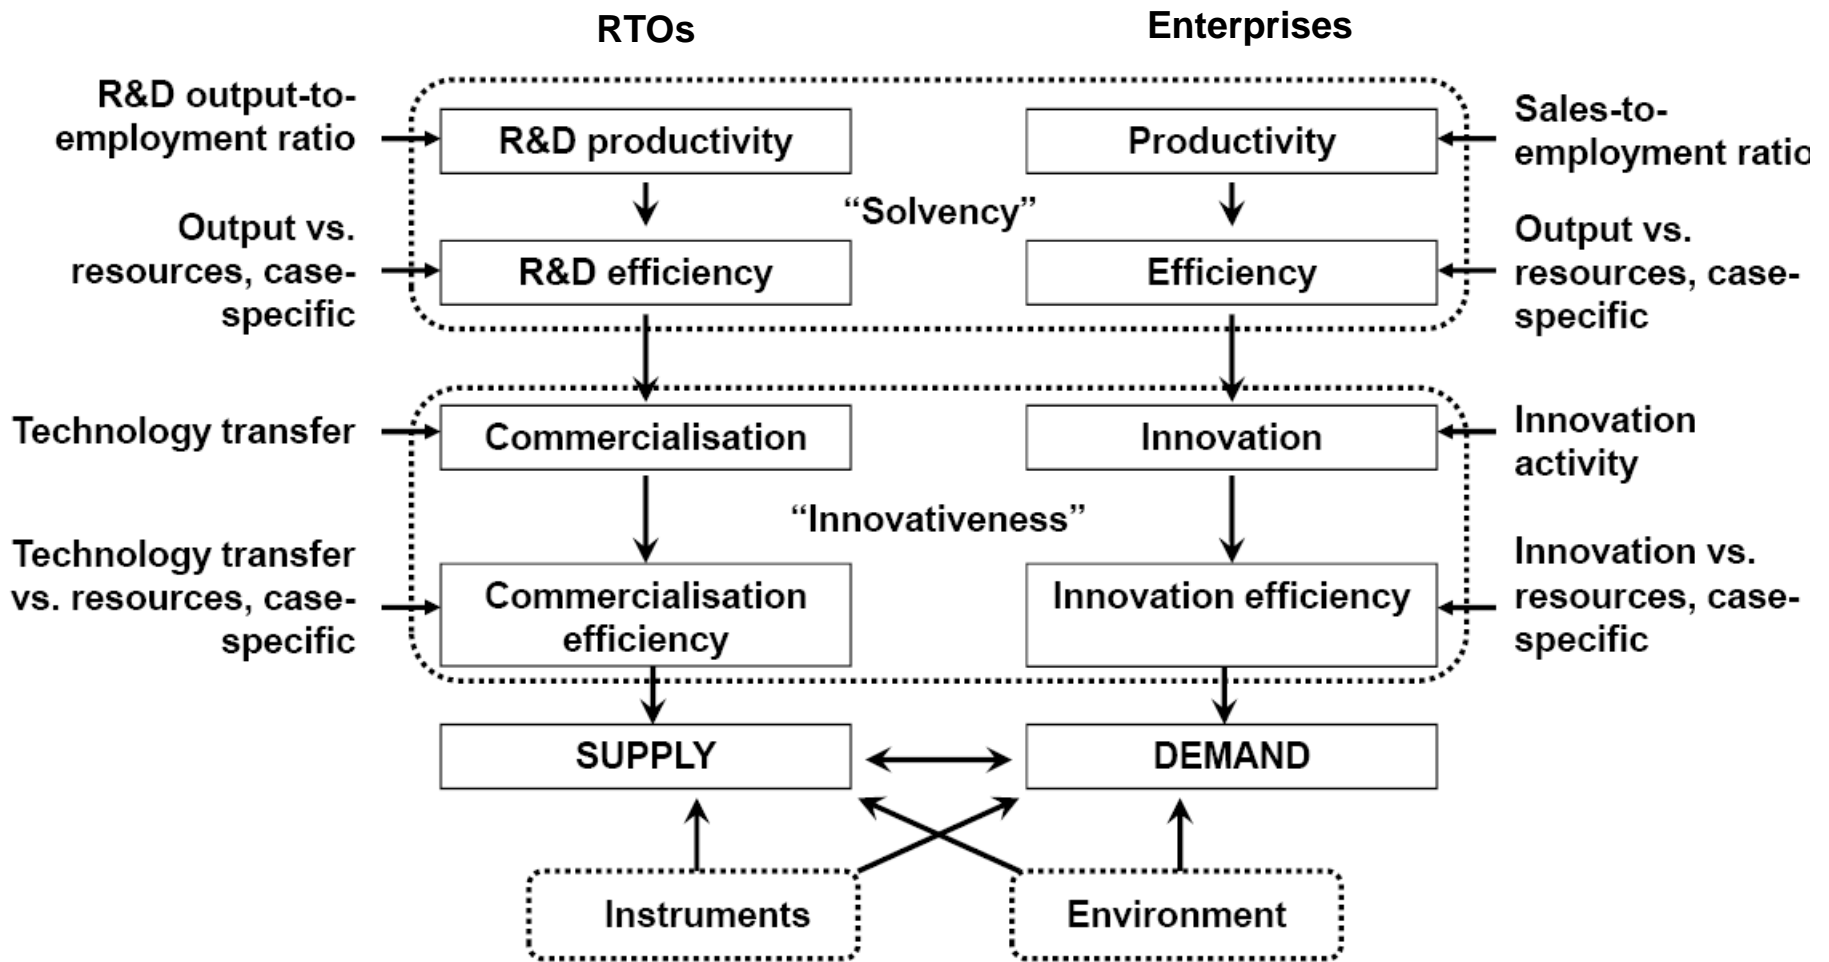 RTOs
Enterprises
R&D output-to-
employment ratio
R&D productivity
Productivity
Sales-to-
employment ratio
“Solvency”
Output vs.
resources, case-
specific
R&D efficiency
Efficiency
Output vs.
resources, case-
specific
Technology transfer
Commercialisation
Innovation
Innovation
activity
“Innovativeness”
Technology transfer
vs. resources, case-
specific
Commercialisation
efficiency
Innovation efficiency
Innovation vs.
resources, case-
specific
SUPPLY
DEMAND
Instruments
Environment